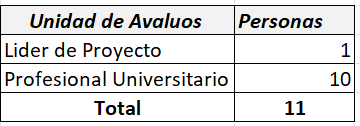 Unidad de Avaluos Personas
Lider de Proyecto 1
Profesional Universitario 10
Total 11